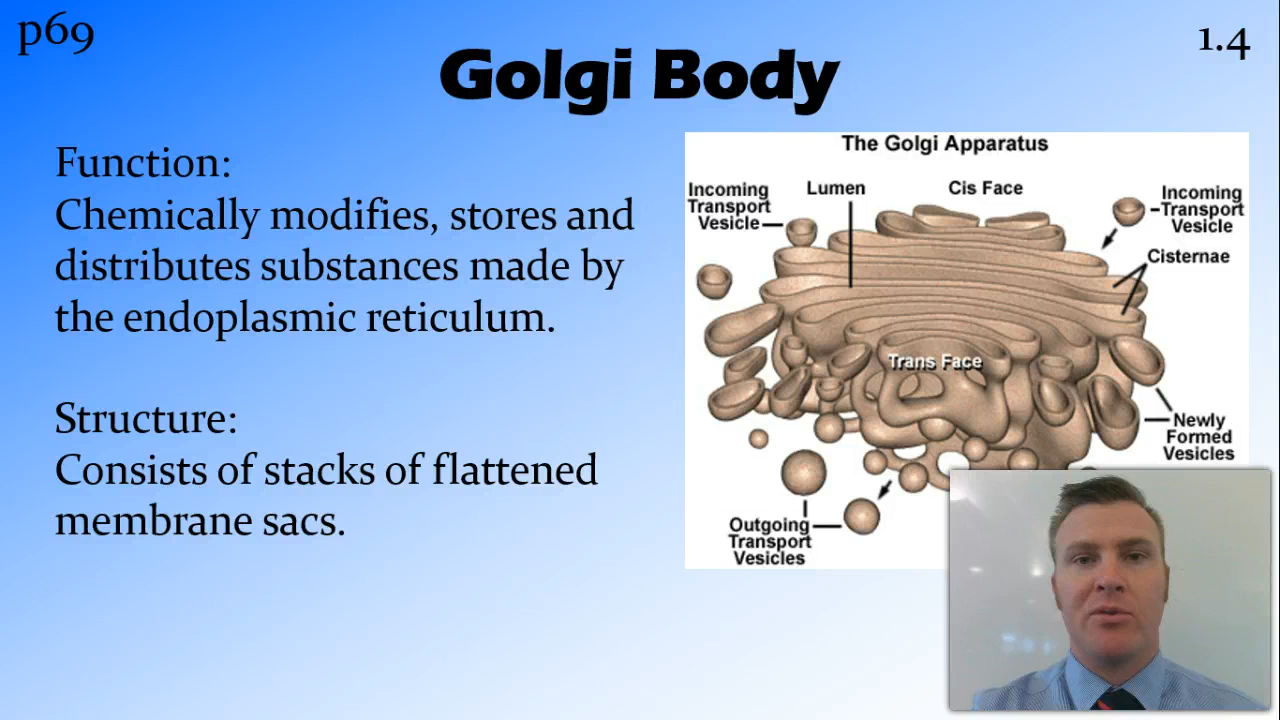 p69
1.4
Golgi Body
Function:
Chemically modifies, stores and
distributes substances made by
the endoplasmic reticulum.
Structure:
Consists of stacks of flattened
membrane sacs.
The Golgi Apparatus
Incoming
Transport
Vesicle
Lumen
Cis Face
Incoming
Transport
Vesicle
Cisternae
Trans Face
Newly
Formed
Vesicles
Outgoing
Transport
Vesicles